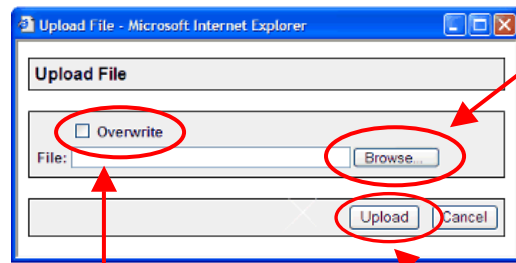 Upload File - Microsoft Internet Explorer
Upload File
Overwrite
File: Browse...
Upload Cancel